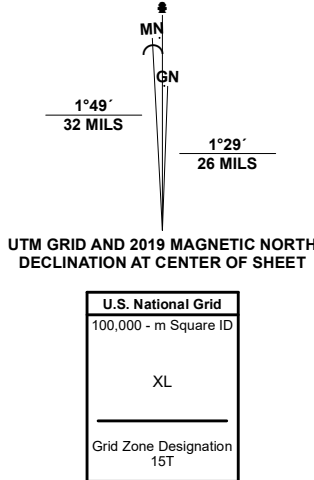 MN
GN
1°49´
32 MILS
1°29´
26 MILS
UTM GRID AND 2019 MAGNETIC NORTH
DECLINATION AT CENTER OF SHEET
U.S. National Grid
100,000 - m Square ID
XL
Grid Zone Designation
15T